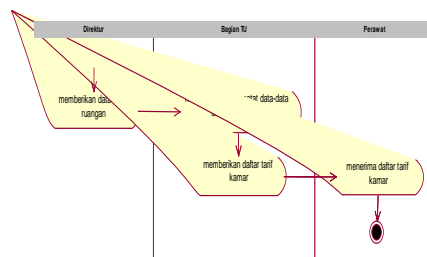 Direktur
Bagian TU
Perawat
memberikan data
ruangan
data-data
memberikan daftar tarif
kamar
menerima daftar tarif
kamar